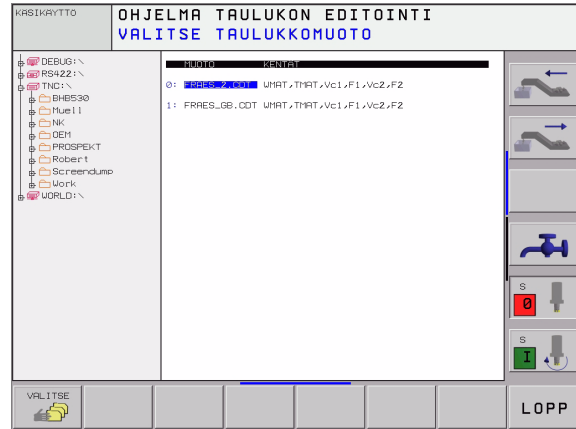 KÄSIKÄYTTÖ
OHJELMA TAULUKON EDITOINTI
VALITSE TAULUKKOMUOTO
DEBUG:\
RS422:\
TNC:\
BHB530
Muell
NK
OEM
PROSPEKT
Robert
Screendump
Work
WORLD:\
MUOTO KENTÄT
0: FRAES_2.CDT WMAT,TMAT,Vc1,F1,Vc2,F2
1: FRAES_GB.CDT WMAT,TMAT,Vc1,F1,Vc2,F2
S
0
S
I
VALITSE
LOPP